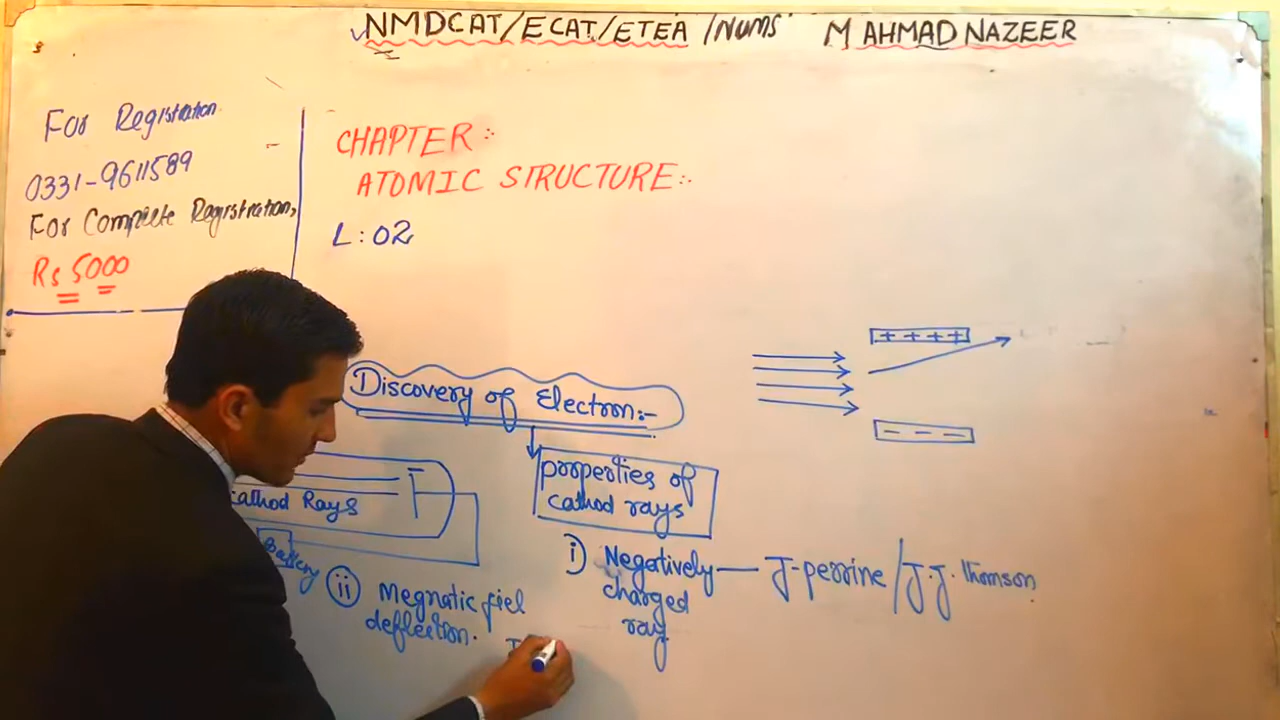 NMDCAT/ECAT/ETEA/Nums M AHMAD NAZEER
For Registration
0331-9611589
For Complete Registration,
Rs 5000
CHAPTER:-
ATOMIC STRUCTURE:-
L:02
Discovery of Electron:-
+ + + +
- - -
properties of
cathod rays
cathod Rays
Battery
i) Negatively — J-perrine / J.J. Thomson
charged
ray
ii) Megnatic fiel
deflection.